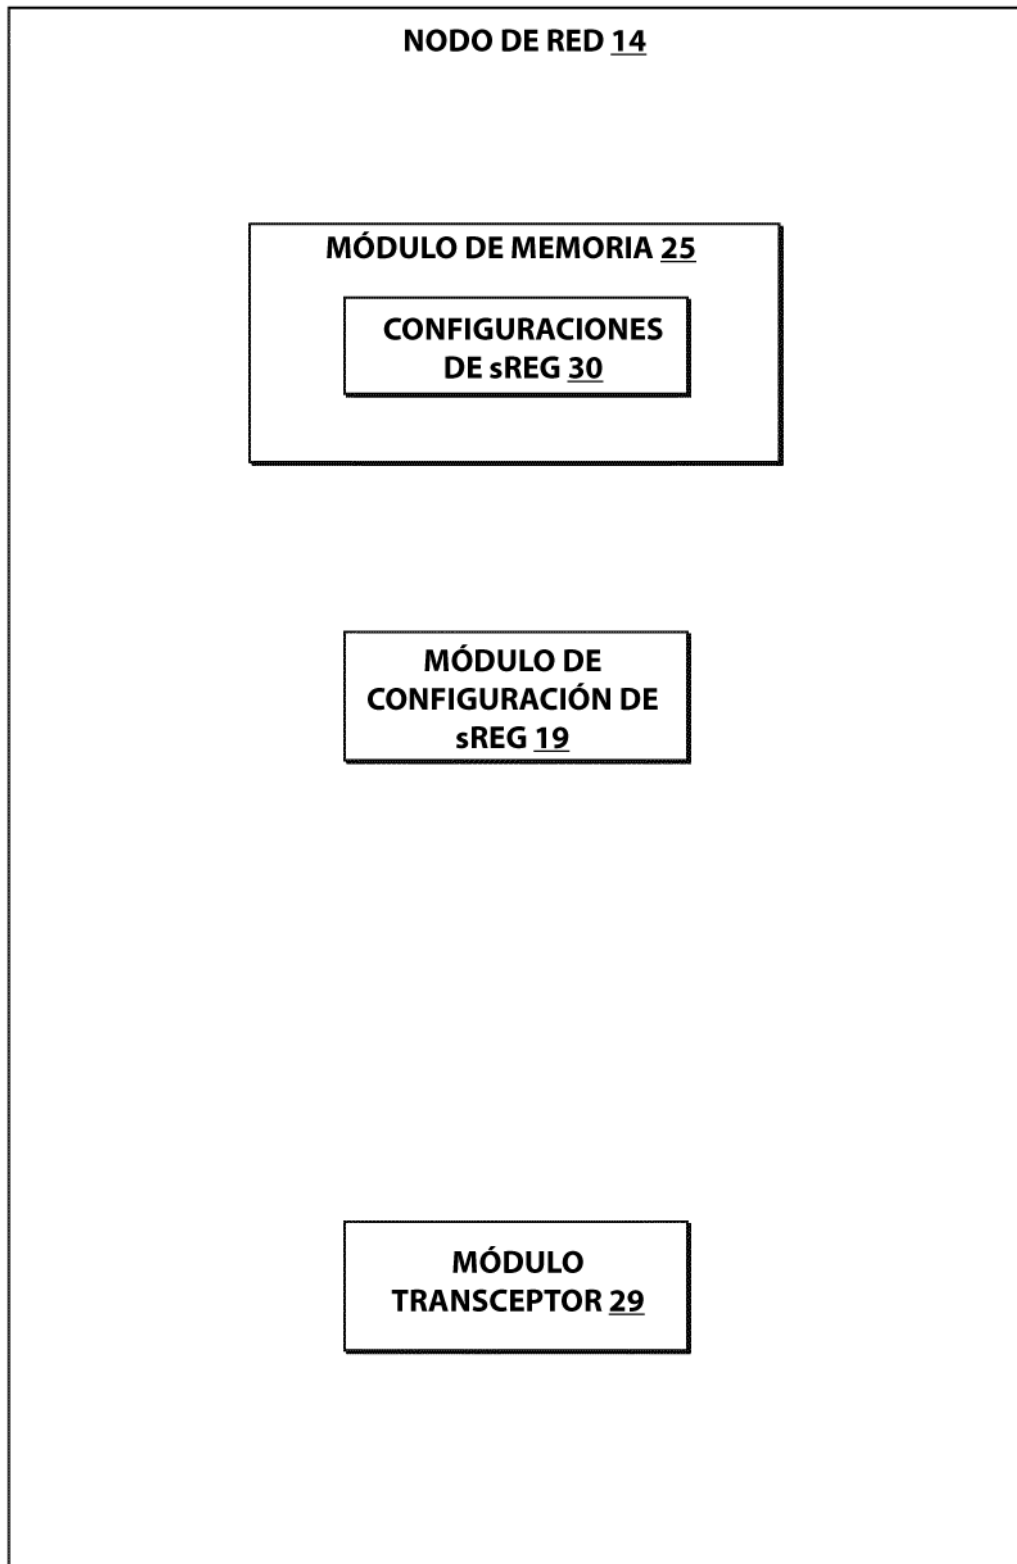 NODO DE RED 14
MÓDULO DE MEMORIA 25
CONFIGURACIONES
DE sREG 30
MÓDULO DE
CONFIGURACIÓN DE
sREG 19
MÓDULO
TRANSCEPTOR 29